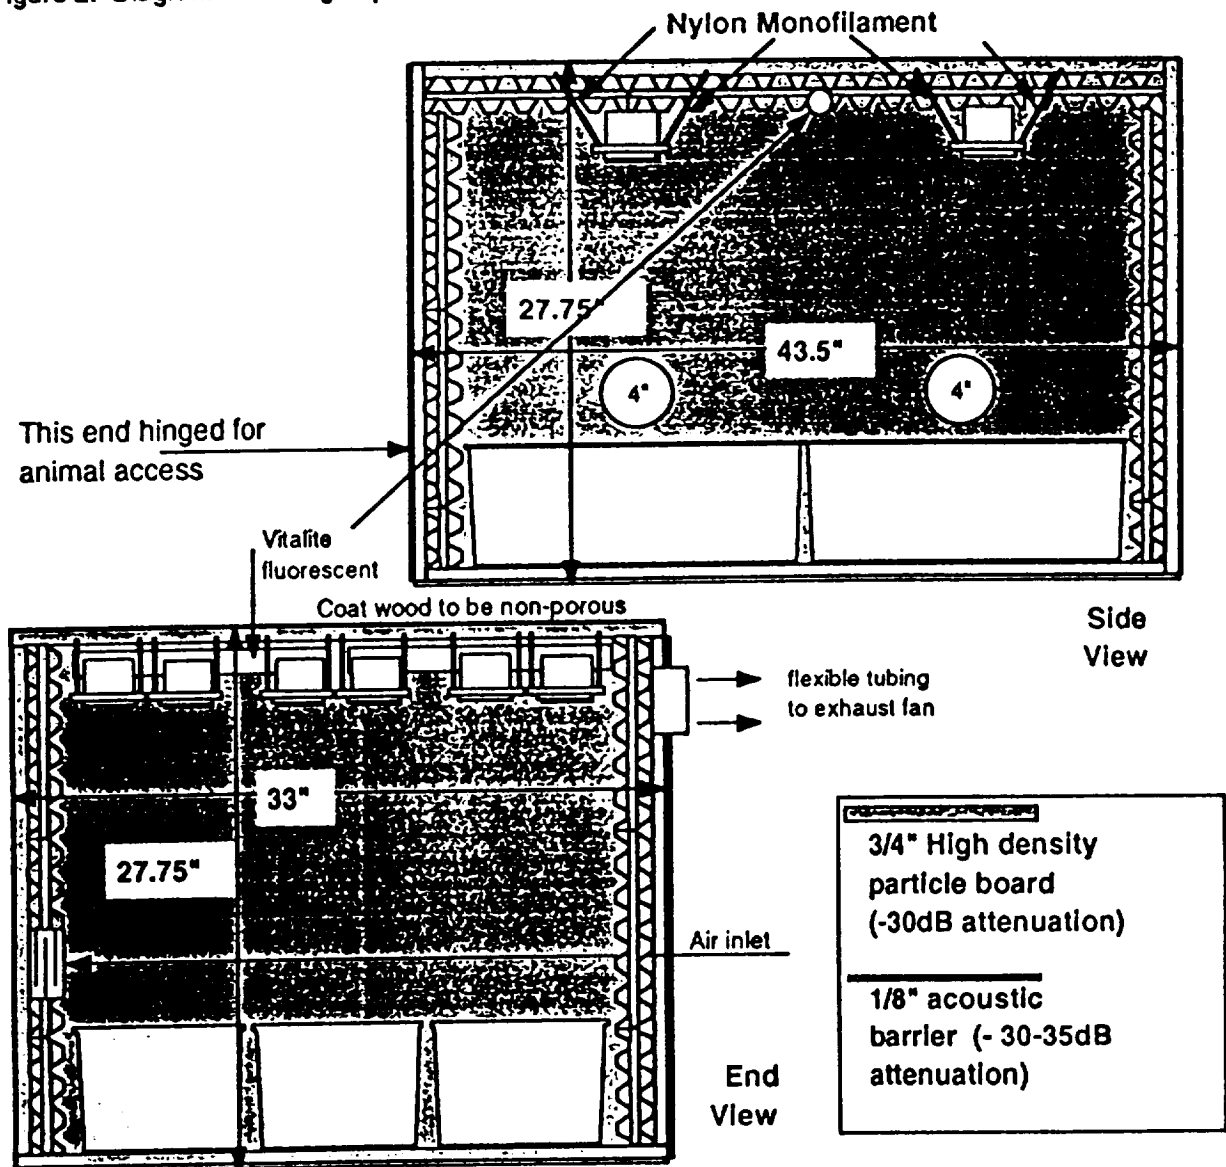 Nylon Monofilament
27.75"
43.5"
4"
4"
This end hinged for
animal access
Vitalite
fluorescent
Coat wood to be non-porous
Side
View
flexible tubing
to exhaust fan
33"
27.75"
Air inlet
End
View
3/4" High density
particle board
(-30dB attenuation)
1/8" acoustic
barrier (- 30-35dB
attenuation)